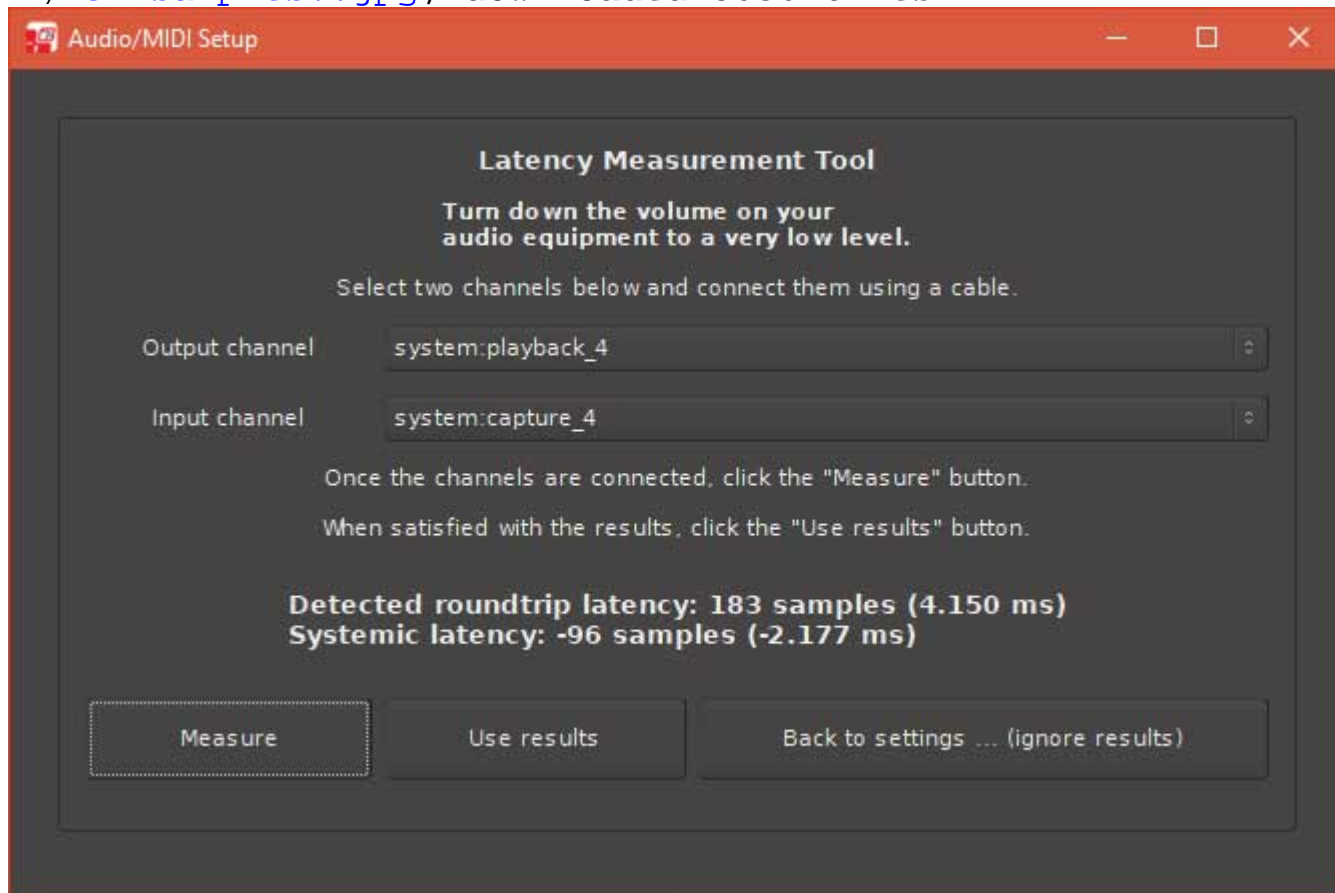 Audio/MIDI Setup
Latency Measurement Tool
Turn down the volume on your
audio equipment to a very low level.
Select two channels below and connect them using a cable.
Output channel system:playback_4
Input channel system:capture_4
Once the channels are connected, click the "Measure" button.
When satisfied with the results, click the "Use results" button.
Detected roundtrip latency: 183 samples (4.150 ms)
Systemic latency: -96 samples (-2.177 ms)
Measure Use results Back to settings ... (ignore results)